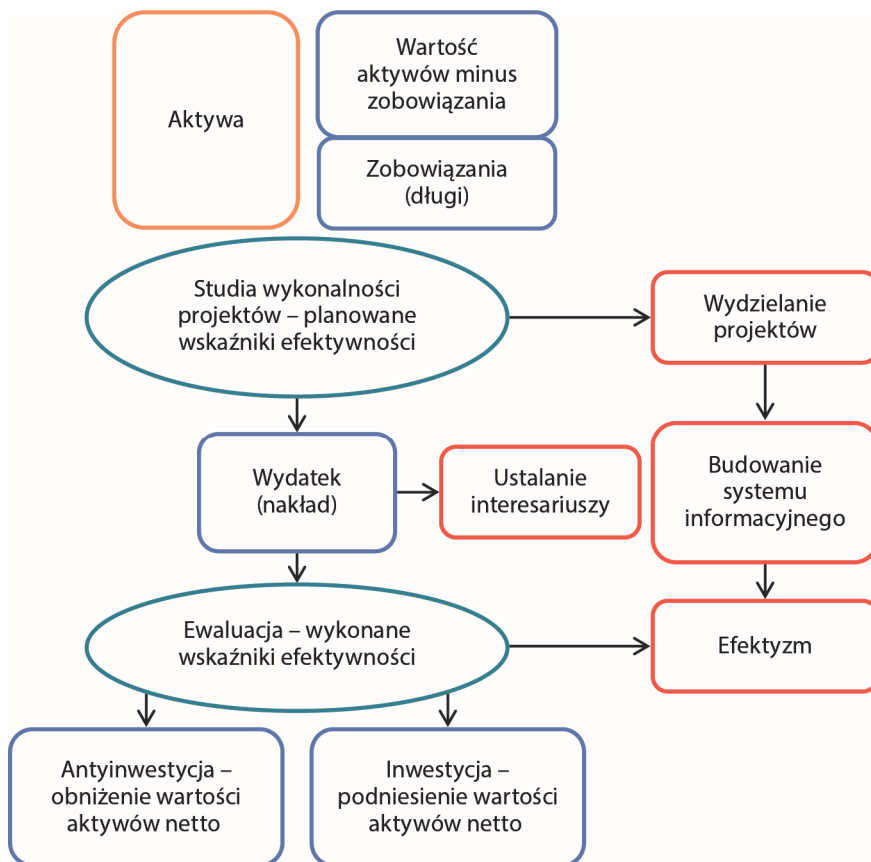 Aktywa
Wartość
aktywów minus
zobowiązania
Zobowiązania
(długi)
Studia wykonalności
projektów – planowane
wskaźniki efektywności
Wydzielanie
projektów
Wydatek
(nakład)
Ustalanie
interesariuszy
Budowanie
systemu
informacyjnego
Ewaluacja – wykonane
wskaźniki efektywności
Efektyzm
Antyinwestycja –
obniżenie wartości
aktywów netto
Inwestycja –
podniesienie wartości
aktywów netto